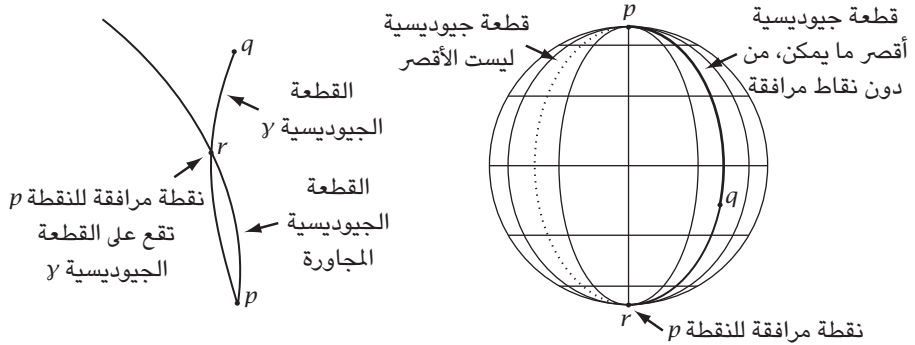 q
القطعة
الجيوديسية γ
r
نقطة مرافقة للنقطة p
تقع على القطعة
الجيوديسية γ
القطعة
الجيوديسية
المجاورة
p
p
قطعة جيوديسية
ليست الأقصر
قطعة جيوديسية
أقصر ما يمكن، من
دون نقاط مرافقة
q
r
نقطة مرافقة للنقطة p